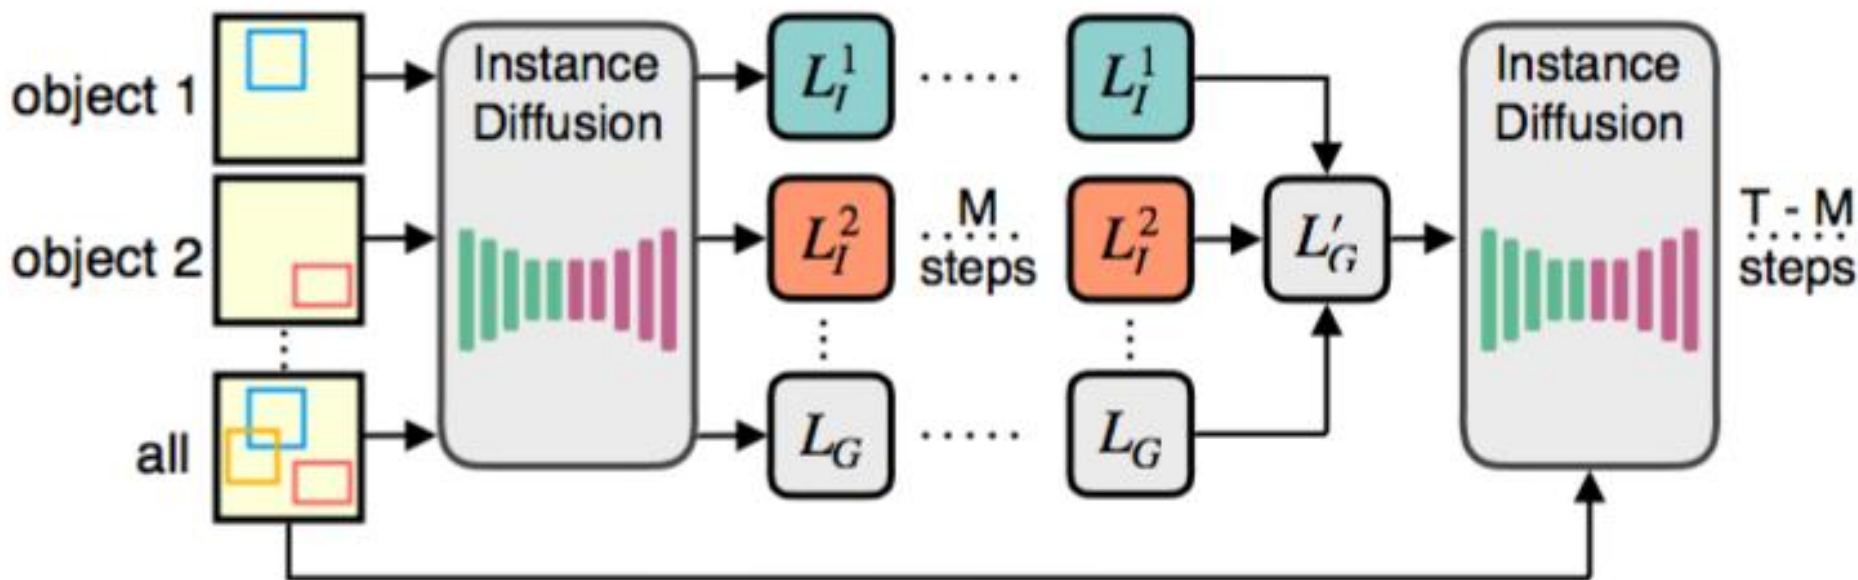 object 1
Instance
Diffusion
L_I^1
L_I^1
Instance
Diffusion
object 2
L_I^2
M
steps
L_I^2
L'_G
T - M
steps
all
L_G
L_G